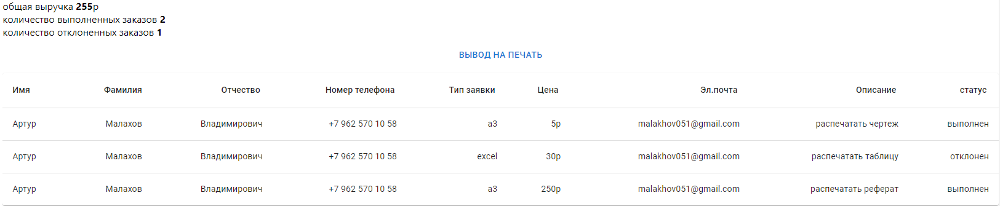 общая выручка 255р
количество выполненных заказов 2
количество отклоненных заказов 1
ВЫВОД НА ПЕЧАТЬ
Имя Фамилия Отчество Номер телефона Тип заявки Цена Эл.почта Описание статус
Артур Малахов Владимирович +7 962 570 10 58 а3 5р malakhov051@gmail.com распечатать чертеж выполнен
Артур Малахов Владимирович +7 962 570 10 58 excel 30р malakhov051@gmail.com распечатать таблицу отклонен
Артур Малахов Владимирович +7 962 570 10 58 а3 250р malakhov051@gmail.com распечатать реферат выполнен